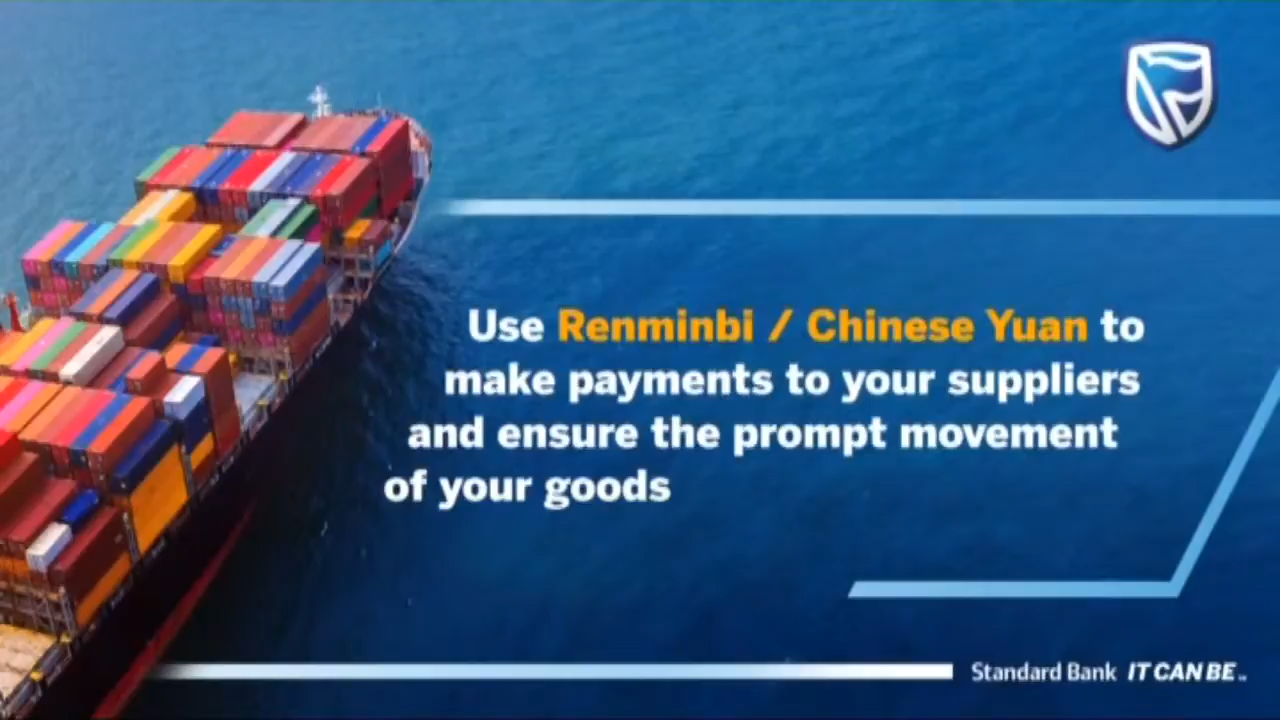 Use Renminbi / Chinese Yuan to
make payments to your suppliers
and ensure the prompt movement
of your goods
Standard Bank IT CAN BE™